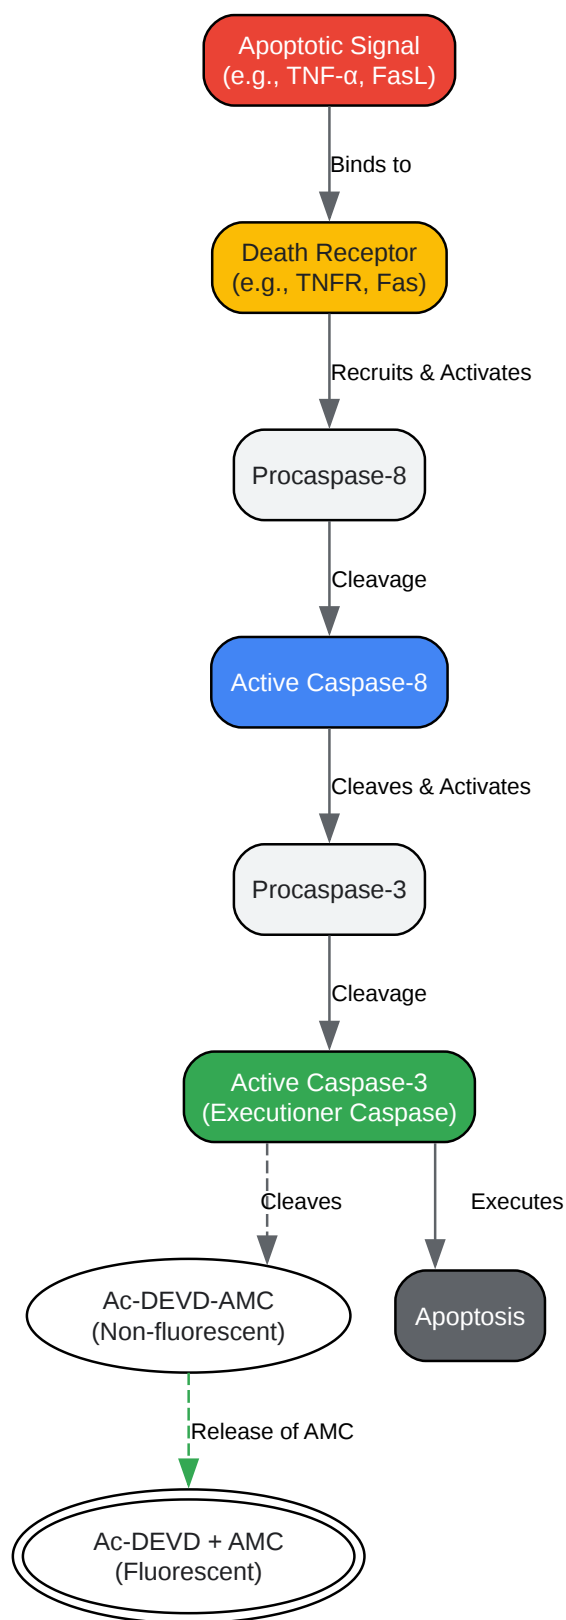 Apoptotic Signal
(e.g., TNF-α, FasL)
Binds to
Death Receptor
(e.g., TNFR, Fas)
Recruits & Activates
Procaspase-8
Cleavage
Active Caspase-8
Cleaves & Activates
Procaspase-3
Cleavage
Active Caspase-3
(Executioner Caspase)
Cleaves
Executes
Ac-DEVD-AMC
(Non-fluorescent)
Apoptosis
Release of AMC
Ac-DEVD + AMC
(Fluorescent)